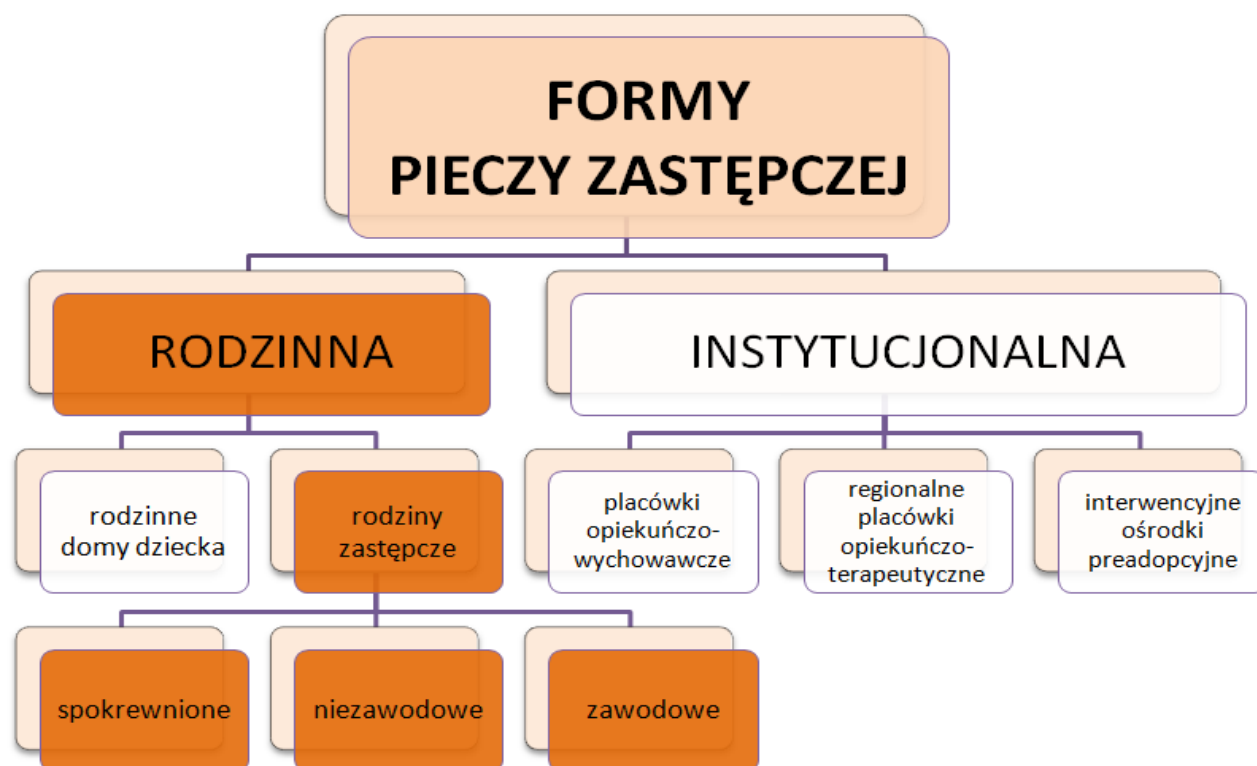 FORMY
PIECZY ZASTĘPCZEJ
RODZINNA
INSTYTUCJONALNA
rodzinne
domy dziecka
rodziny
zastępcze
placówki
opiekuńczo-
wychowawcze
regionalne
placówki
opiekuńczo-
terapeutyczne
interwencyjne
ośrodki
preadopcyjne
spokrewnione
niezawodowe
zawodowe